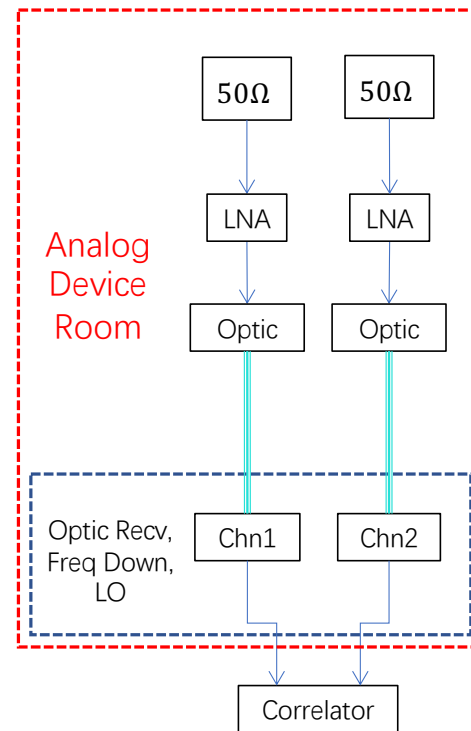 50Ω
50Ω
LNA
LNA
Analog
Device
Room
Optic
Optic
Optic Recv,
Freq Down,
LO
Chn1
Chn2
Correlator